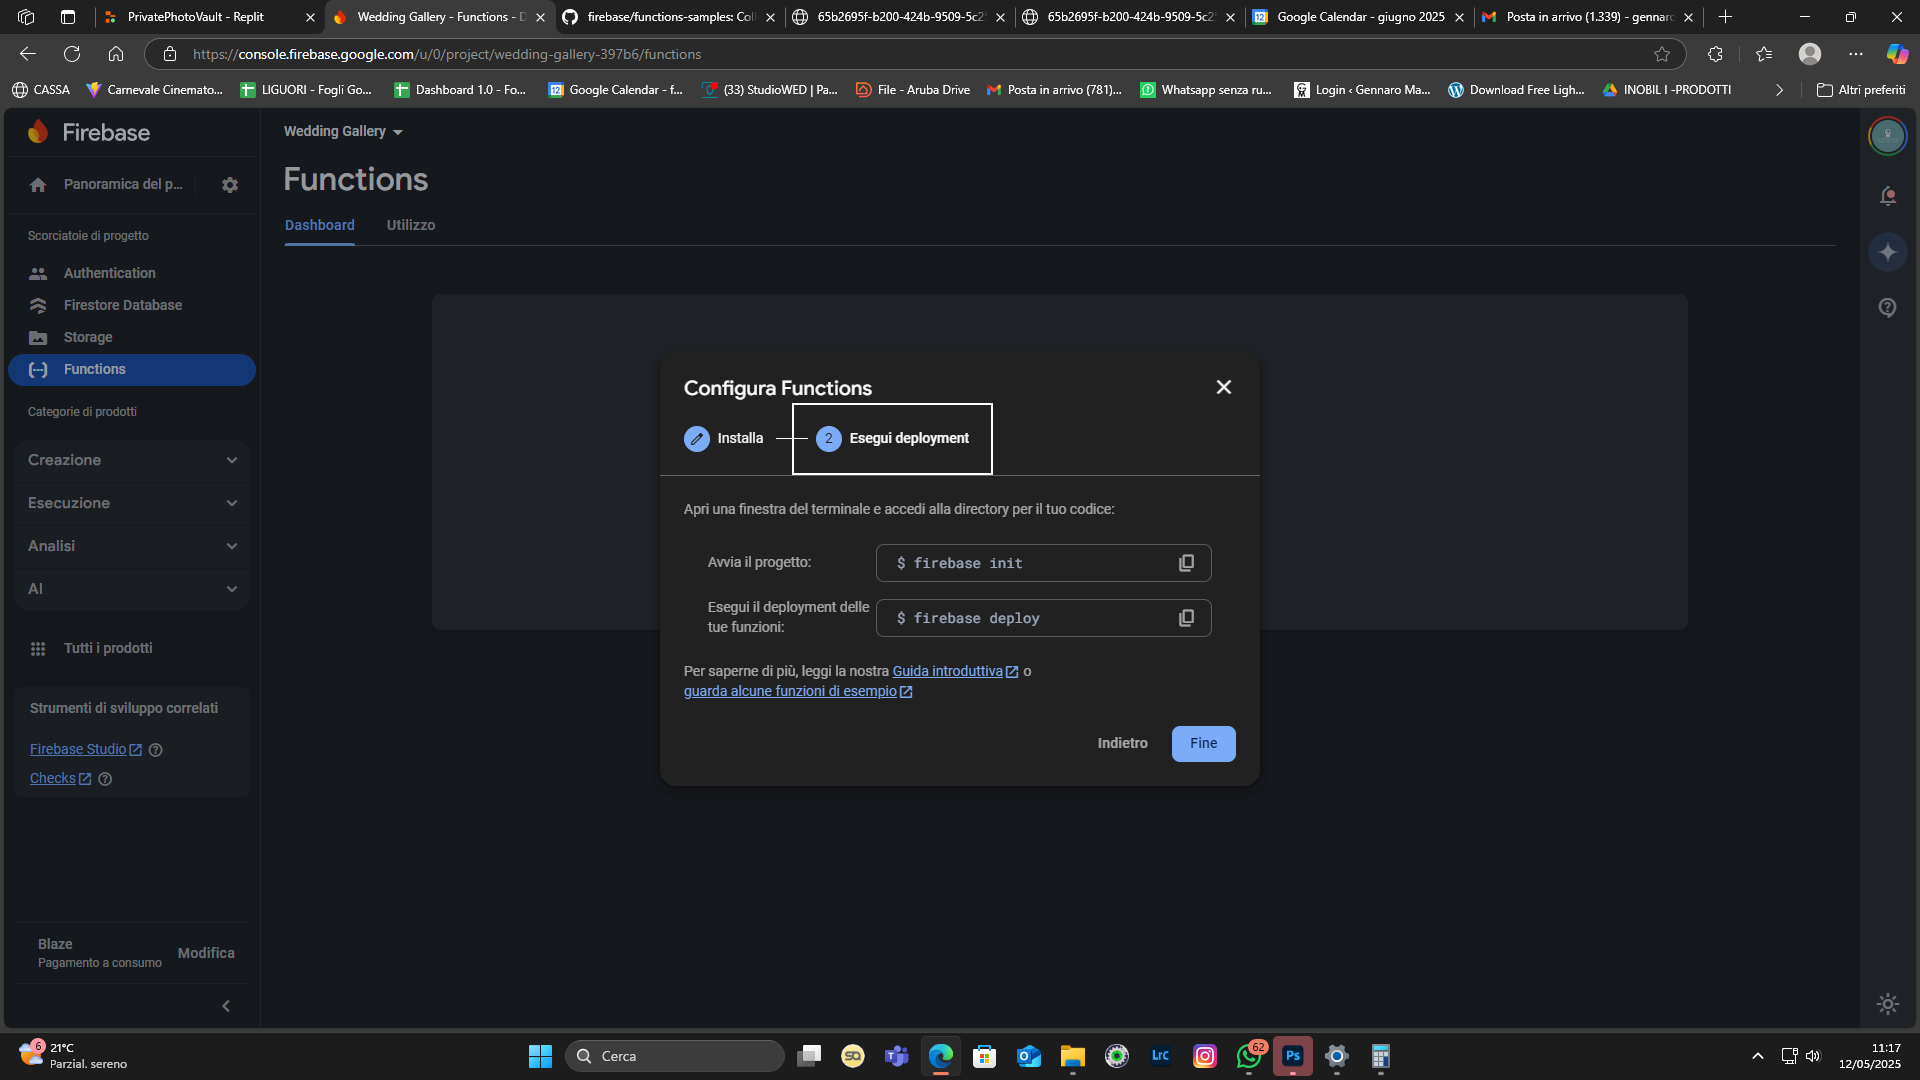 PrivatePhotoVault - Replit
Wedding Gallery - Functions - D
firebase/functions-samples: Col
65b2695f-b200-424b-9509-5c2
65b2695f-b200-424b-9509-5c2
Google Calendar - giugno 2025
Posta in arrivo (1.339) - gennaro
https://console.firebase.google.com/u/0/project/wedding-gallery-397b6/functions
CASSA
Carnevale Cinemato...
LIGUORI - Fogli Go...
Dashboard 1.0 - Fo...
Google Calendar - f...
(33) StudioWED | Pa...
File - Aruba Drive
Posta in arrivo (781)...
Whatsapp senza ru...
Login ‹ Gennaro Ma...
Download Free Ligh...
INOBIL I -PRODOTTI
Altri preferiti
Firebase
Panoramica del p...
Scorciatoie di progetto
Authentication
Firestore Database
Storage
Functions
Categorie di prodotti
Creazione
Esecuzione
Analisi
AI
Tutti i prodotti
Strumenti di sviluppo correlati
Firebase Studio
Checks
Blaze
Pagamento a consumo
Modifica
Wedding Gallery
Functions
Dashboard
Utilizzo
Configura Functions
Installa
2 Esegui deployment
Apri una finestra del terminale e accedi alla directory per il tuo codice:
Avvia il progetto:
$ firebase init
Esegui il deployment delle
tue funzioni:
$ firebase deploy
Per saperne di più, leggi la nostra Guida introduttiva o
guarda alcune funzioni di esempio
Indietro
Fine
6
21°C
Parzial. sereno
Cerca
LrC
62
Ps
11:17
12/05/2025